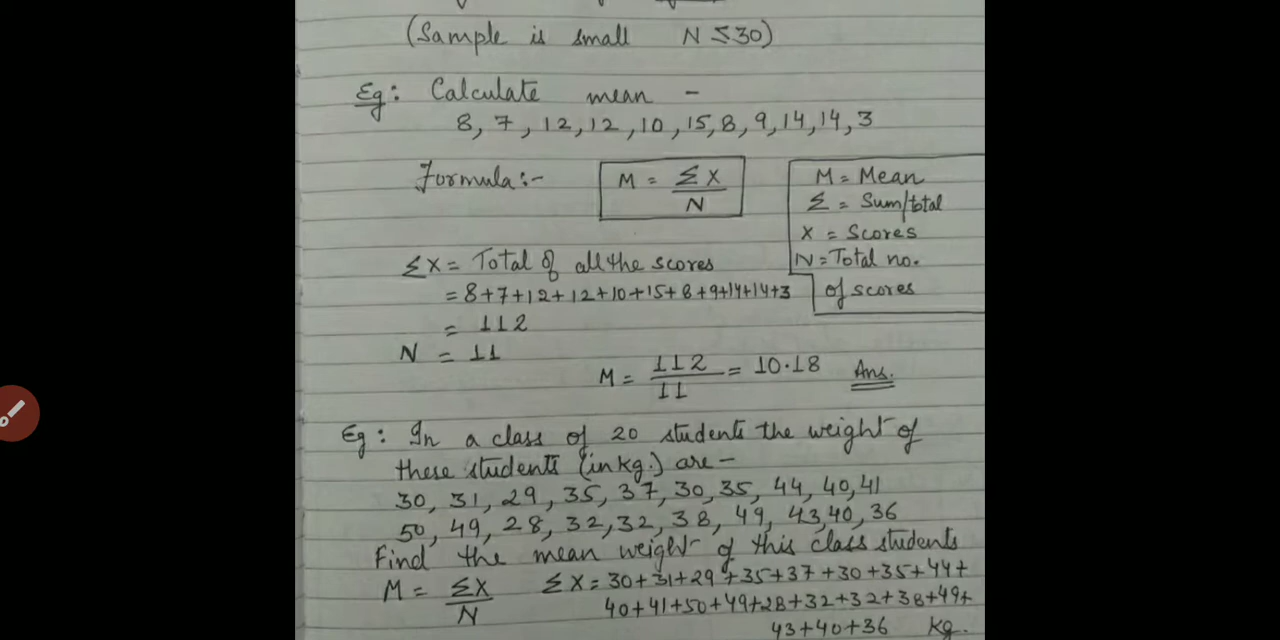 (Sample is small N ≤30)
Eg: Calculate mean -
8, 7, 12, 12, 10, 15, 8, 9, 14, 14, 3
Formula:- M = ΣX / N
M = Mean
Σ = Sum/total
X = Scores
N = Total no.
of scores
ΣX = Total of all the scores
= 8+7+12+12+10+15+8+9+14+14+3
= 112
N = 11
M = 112 / 11 = 10.18 Ans.
Eg: In a class of 20 students the weight of
these students (in kg.) are -
30, 31, 29, 35, 37, 30, 35, 44, 40, 41
50, 49, 28, 32, 32, 38, 49, 43, 40, 36
Find the mean weight of this class students
M = ΣX / N ΣX = 30+31+29+35+37+30+35+44+
40+41+50+49+28+32+32+38+49+
43+40+36 kg.